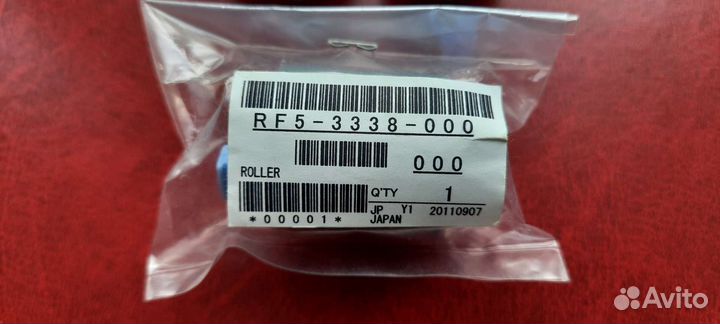 RF5-3338-000
000
ROLLER
Q'TY 1
*00001*
JP Y1 20110907
JAPAN
Avito